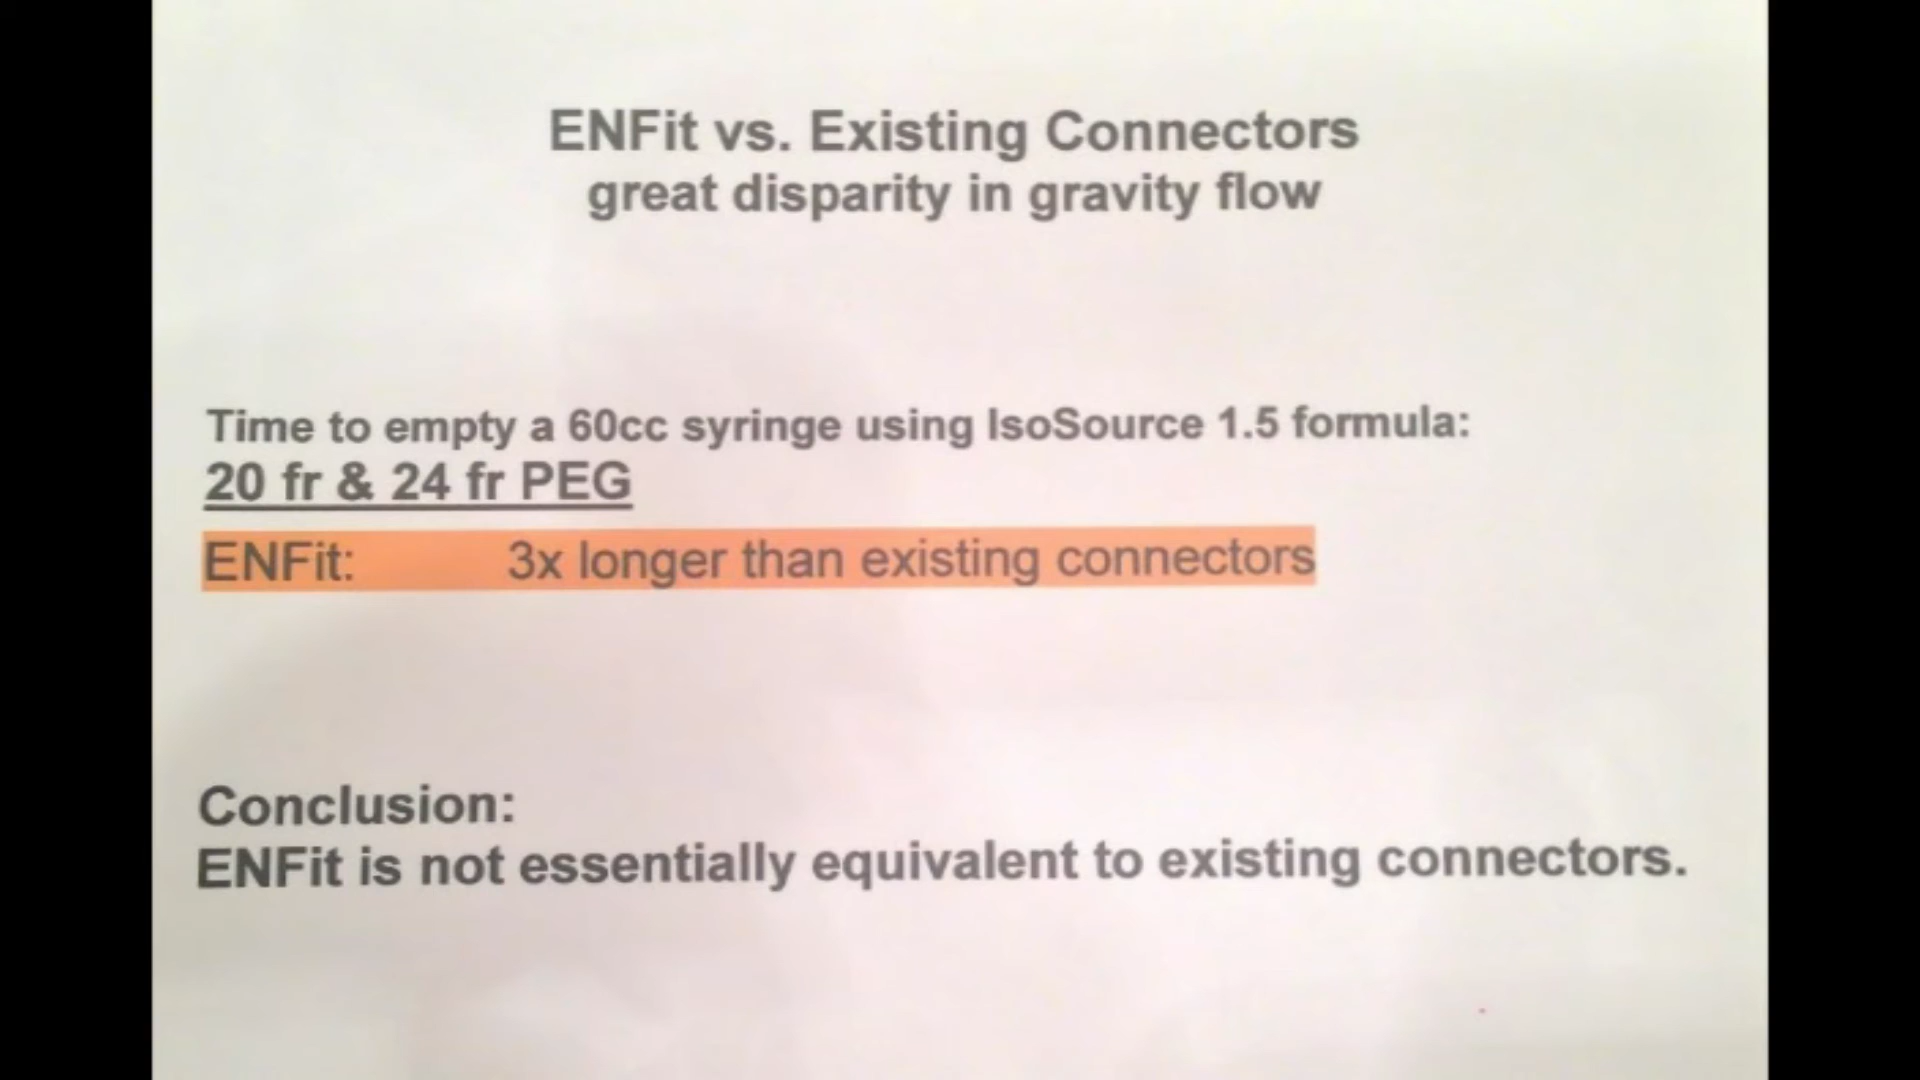 ENFit vs. Existing Connectors
great disparity in gravity flow
Time to empty a 60cc syringe using IsoSource 1.5 formula:
20 fr & 24 fr PEG
ENFit: 3x longer than existing connectors
Conclusion:
ENFit is not essentially equivalent to existing connectors.